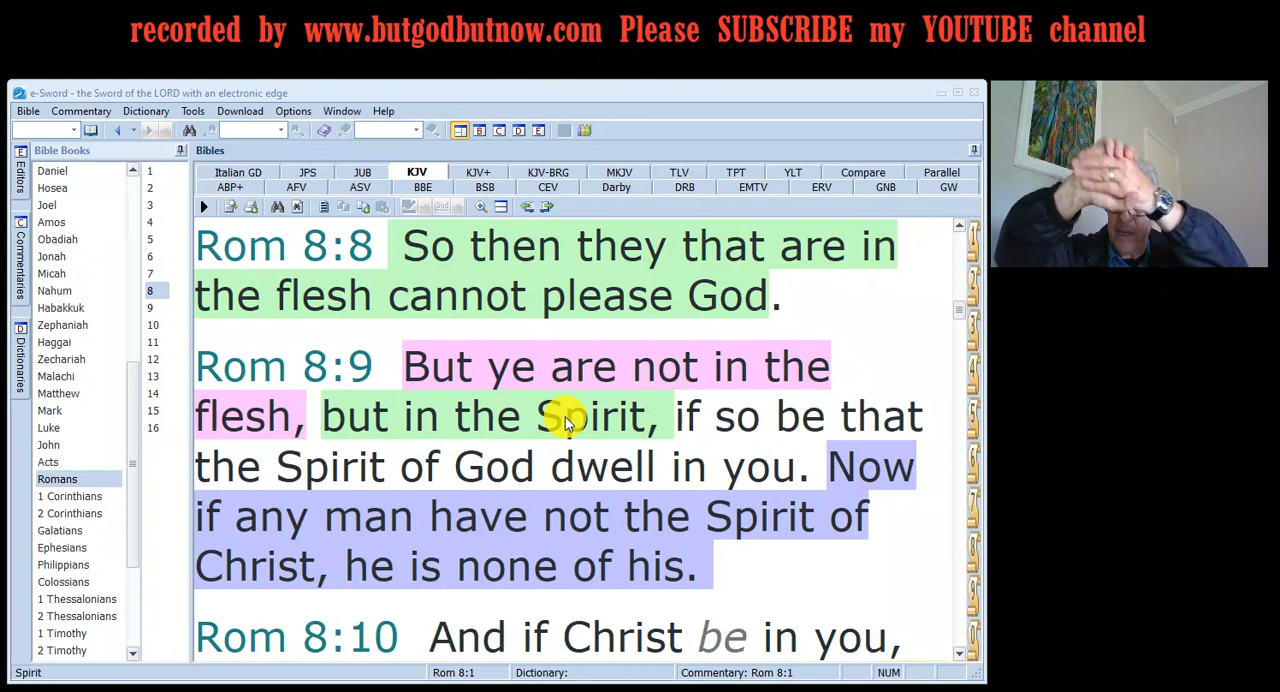 recorded by www.butgodbutnow.com Please SUBSCRIBE my YOUTUBE channel
e-Sword - the Sword of the LORD with an electronic edge
Bible Commentary Dictionary Tools Download Options Window Help
B C D E
Bible Books
Bibles
E Editors
C Commentaries
D Dictionaries
Daniel
Hosea
Joel
Amos
Obadiah
Jonah
Micah
Nahum
Habakkuk
Zephaniah
Haggai
Zechariah
Malachi
Matthew
Mark
Luke
John
Acts
Romans
1 Corinthians
2 Corinthians
Galatians
Ephesians
Philippians
Colossians
1 Thessalonians
2 Thessalonians
1 Timothy
2 Timothy
1
2
3
4
5
6
7
8
9
10
11
12
13
14
15
16
Italian GD JPS JUB KJV KJV+ KJV-BRG MKJV TLV TPT YLT Compare Parallel
ABP+ AFV ASV BBE BSB CEV Darby DRB EMTV ERV GNB GW
Rom 8:8 So then they that are in
the flesh cannot please God.
Rom 8:9 But ye are not in the
flesh, but in the Spirit, if so be that
the Spirit of God dwell in you. Now
if any man have not the Spirit of
Christ, he is none of his.
Rom 8:10 And if Christ be in you,
Spirit Rom 8:1 Dictionary: Commentary: Rom 8:1 NUM